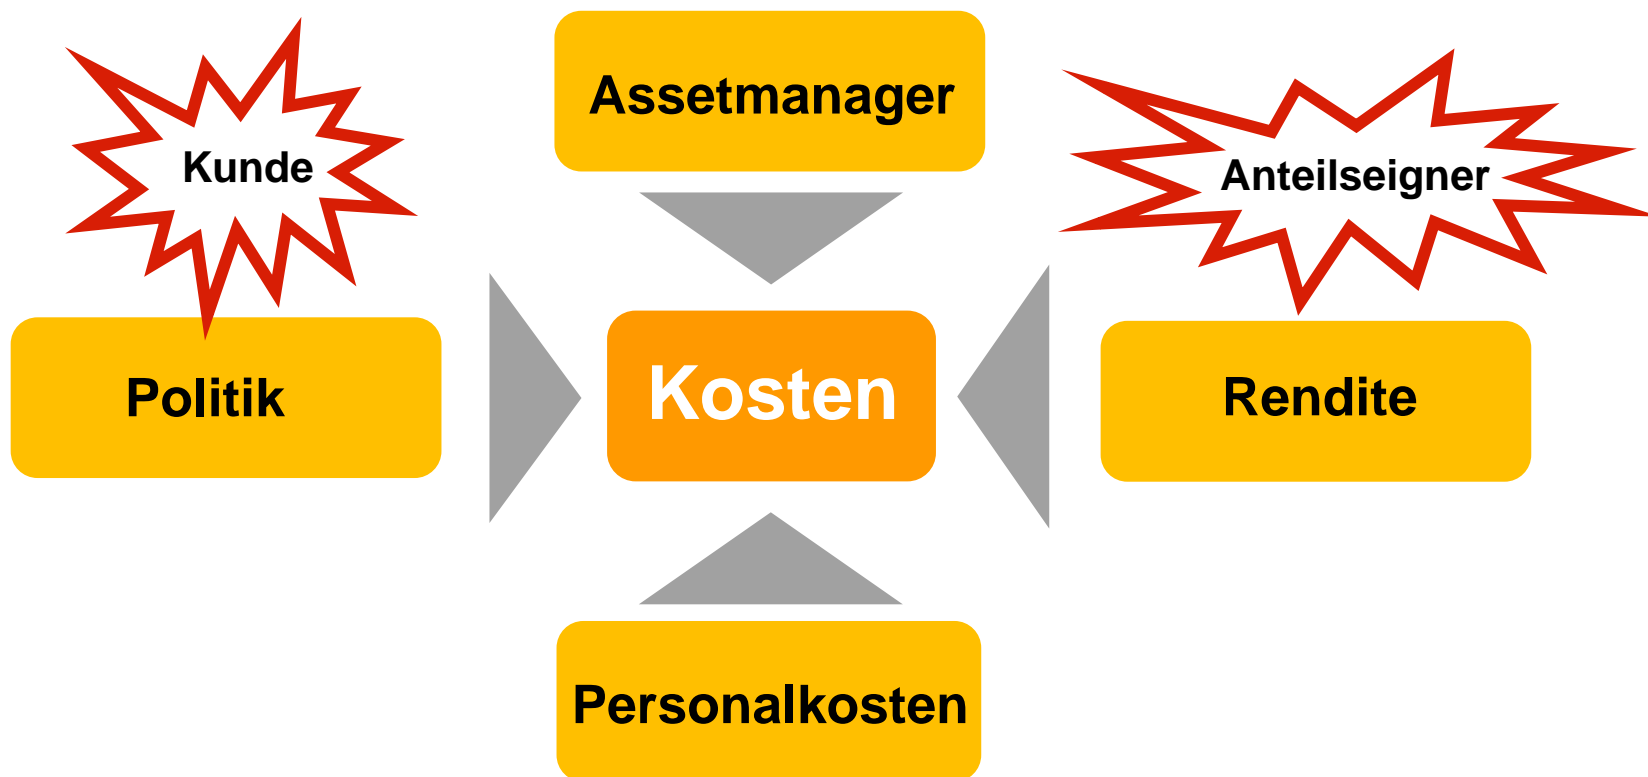 Assetmanager
Kunde
Anteilseigner
Politik
Kosten
Rendite
Personalkosten